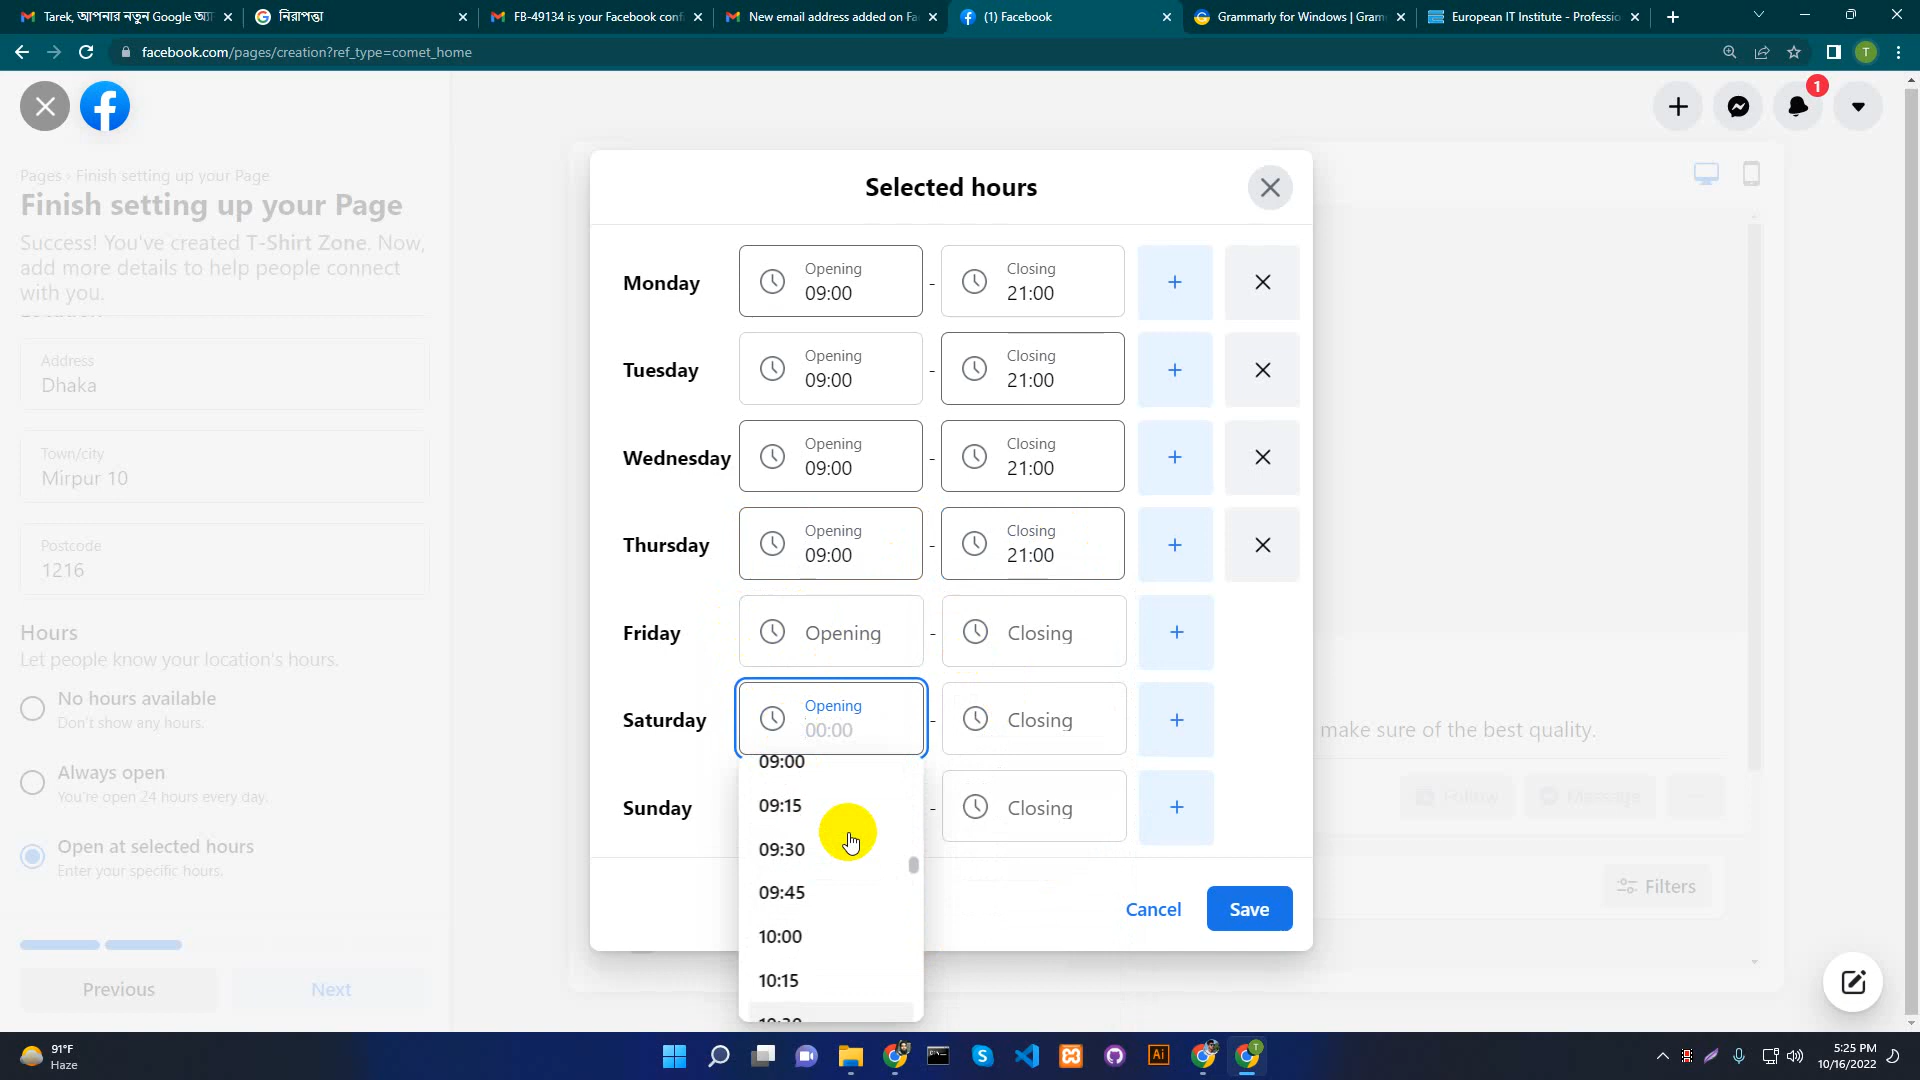 Tarek, আপনার নতুন Google অ্যা
নিরাপত্তা
FB-49134 is your Facebook conf
New email address added on Fa
(1) Facebook
Grammarly for Windows | Gram
European IT Institute - Professio
facebook.com/pages/creation?ref_type=comet_home
T
1
Pages › Finish setting up your Page
Finish setting up your Page
Success! You've created T-Shirt Zone. Now,
add more details to help people connect
with you.
Address
Dhaka
Town/city
Mirpur 10
Postcode
1216
Hours
Let people know your location's hours.
No hours available
Don't show any hours.
Always open
You're open 24 hours every day.
Open at selected hours
Enter your specific hours.
Previous
Next
Selected hours
Monday
Opening
09:00
-
Closing
21:00
Tuesday
Opening
09:00
-
Closing
21:00
Wednesday
Opening
09:00
-
Closing
21:00
Thursday
Opening
09:00
-
Closing
21:00
Friday
Opening
-
Closing
Saturday
Opening
00:00
-
Closing
Sunday
-
Closing
09:00
09:15
09:30
09:45
10:00
10:15
10:30
Cancel
Save
make sure of the best quality.
Follow
Message
Filters
91°F
Haze
Ai
T
5:25 PM
10/16/2022